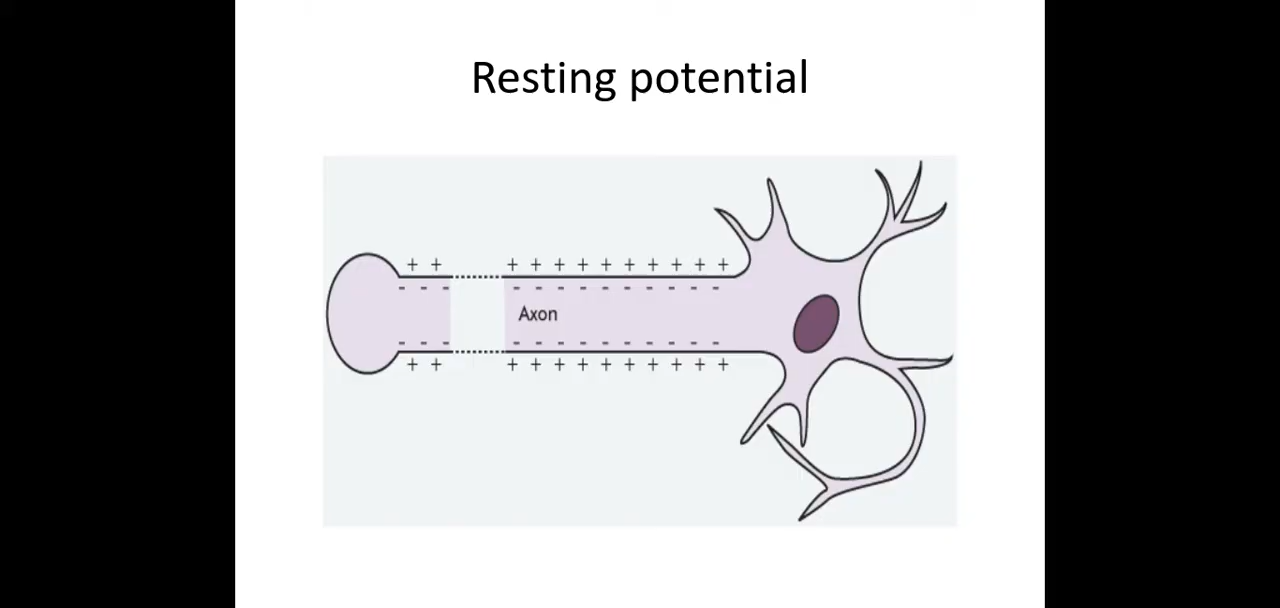 Resting potential
+ + + + + + + + + + + +
- - - - - - - - - - - -
Axon
- - - - - - - - - - - -
+ + + + + + + + + + + +